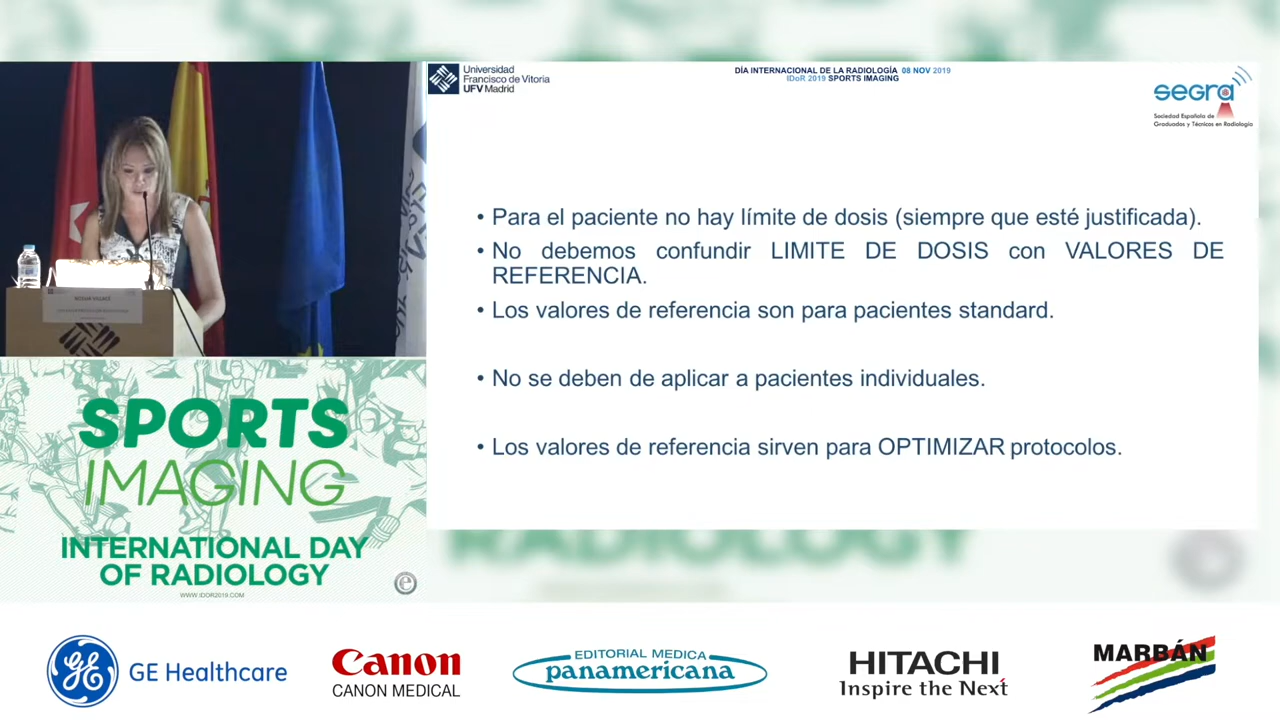 Universidad
Francisco de Vitoria
UFV Madrid
DÍA INTERNACIONAL DE LA RADIOLOGÍA 08 NOV 2019
IDoR 2019 SPORTS IMAGING
segra
Sociedad Española de
Graduados y Técnicos en Radiología
• Para el paciente no hay límite de dosis (siempre que esté justificada).
• No debemos confundir LIMITE DE DOSIS con VALORES DE
REFERENCIA.
• Los valores de referencia son para pacientes standard.
• No se deben de aplicar a pacientes individuales.
• Los valores de referencia sirven para OPTIMIZAR protocolos.
SPORTS
IMAGING
INTERNATIONAL DAY
OF RADIOLOGY
WWW.IDOR2019.COM
RADIOLOGY
GE GE Healthcare
Canon
CANON MEDICAL
EDITORIAL MEDICA
panamericana
HITACHI
Inspire the Next
MARBÁN